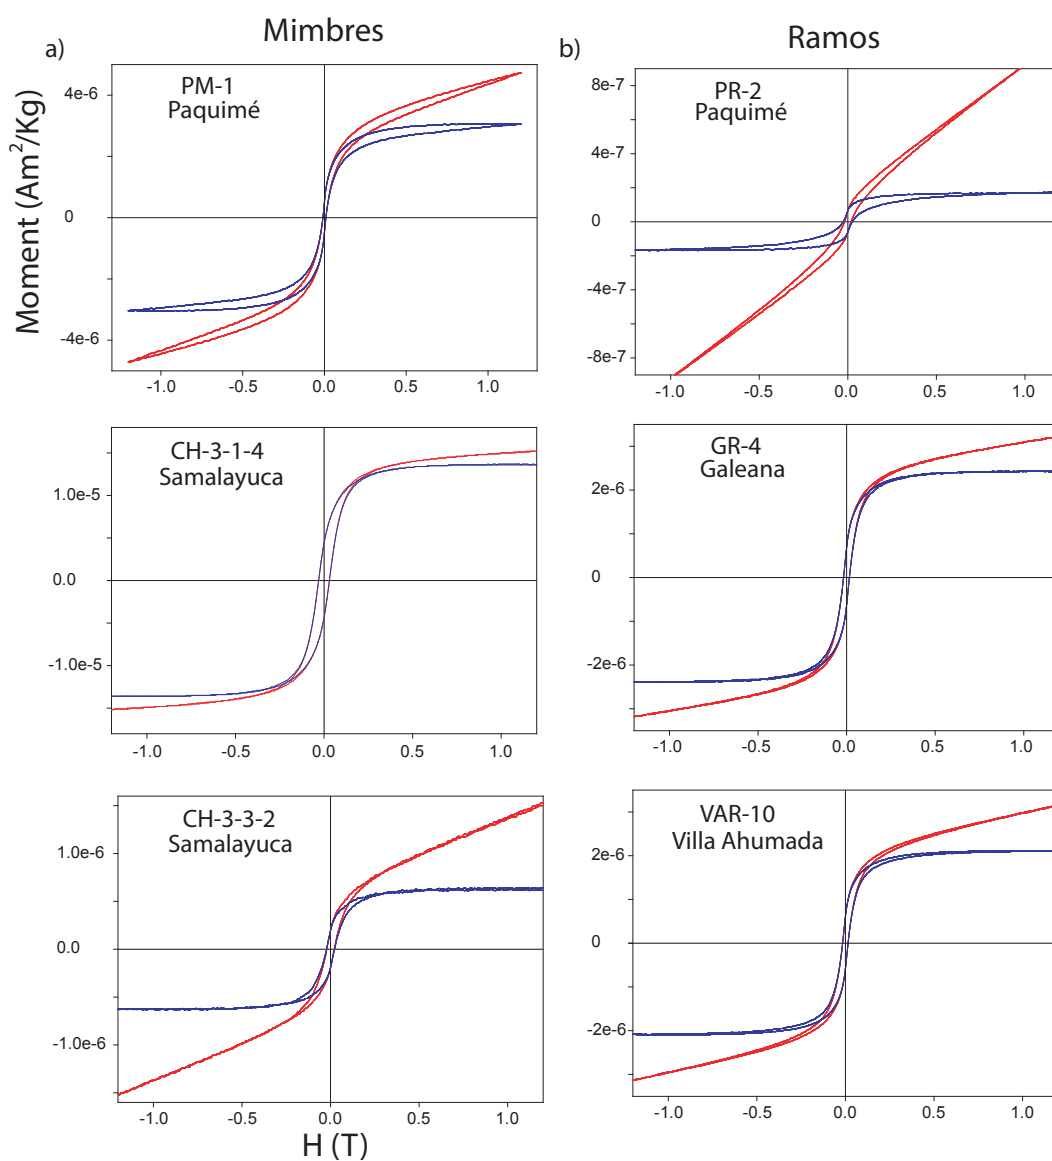 Mimbres
a)
PM-1
Paquimé
4e-6
0
-4e-6
-1.0
-0.5
0.0
0.5
1.0
Moment (Am²/Kg)
CH-3-1-4
Samalayuca
1.0e-5
0.0
-1.0e-5
-1.0
-0.5
0.0
0.5
1.0
CH-3-3-2
Samalayuca
1.0e-6
0.0
-1.0e-6
-1.0
-0.5
0.0
0.5
1.0
H (T)
Ramos
b)
PR-2
Paquimé
8e-7
4e-7
0
-4e-7
-8e-7
-1.0
-0.5
0.0
0.5
1.0
GR-4
Galeana
2e-6
0
-2e-6
-1.0
-0.5
0.0
0.5
1.0
VAR-10
Villa Ahumada
2e-6
0
-2e-6
-1.0
-0.5
0.0
0.5
1.0